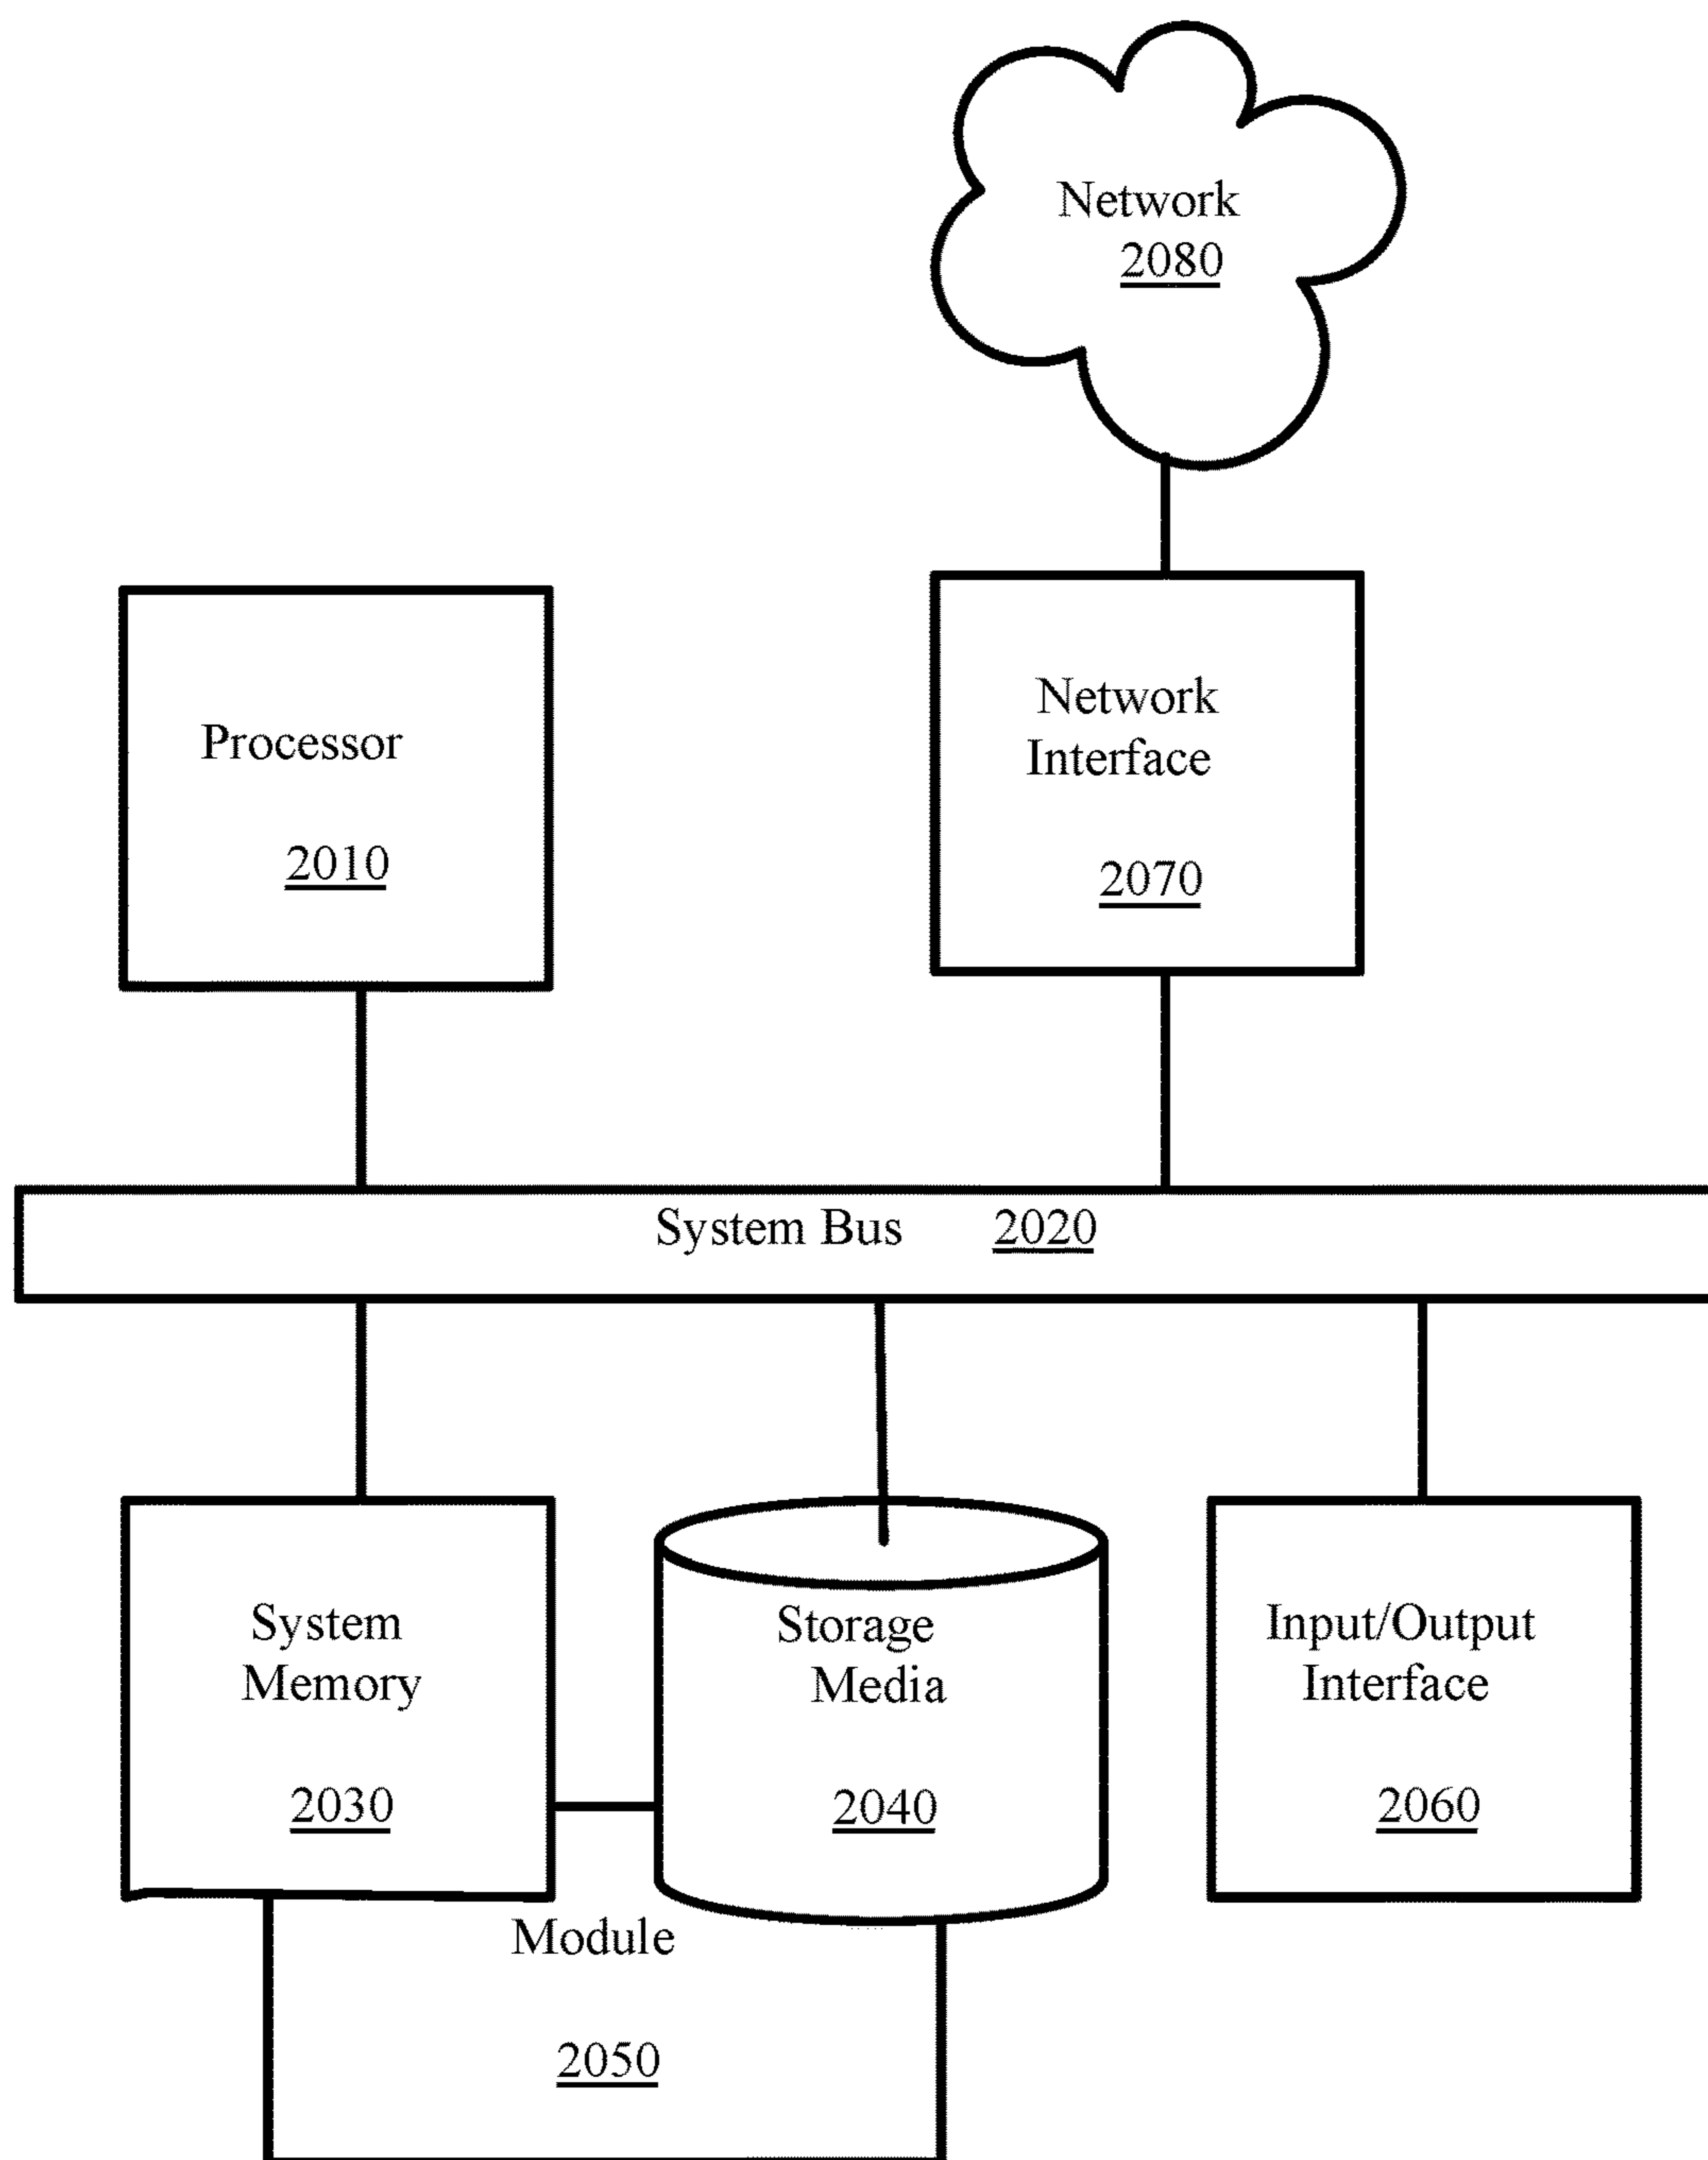 Network
2080
Processor
2010
Network
Interface
2070
System Bus 2020
System
Memory
2030
Storage
Media
2040
Input/Output
Interface
2060
Module
2050